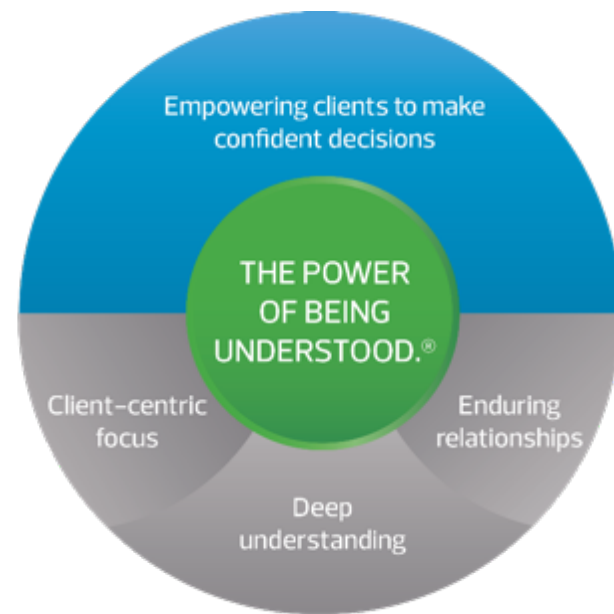 Empowering clients to make
confident decisions
THE POWER
OF BEING
UNDERSTOOD.®
Client-centric
focus
Enduring
relationships
Deep
understanding